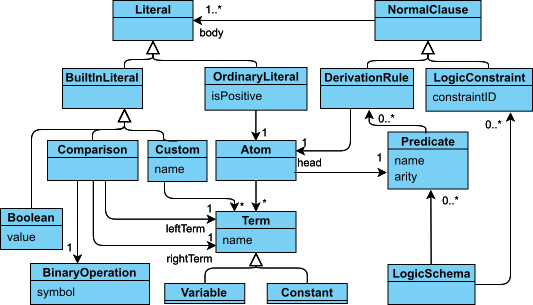 Literal
NormalClause
1..*
body
BuiltInLiteral
OrdinaryLiteral
isPositive
DerivationRule
LogicConstraint
constraintID
0..*
0..*
1
1
Comparison
Custom
name
Atom
head
1
Predicate
name
arity
Boolean
value
*
*
0..*
1
leftTerm
Term
name
1
rightTerm
1
BinaryOperation
symbol
LogicSchema
Variable
Constant